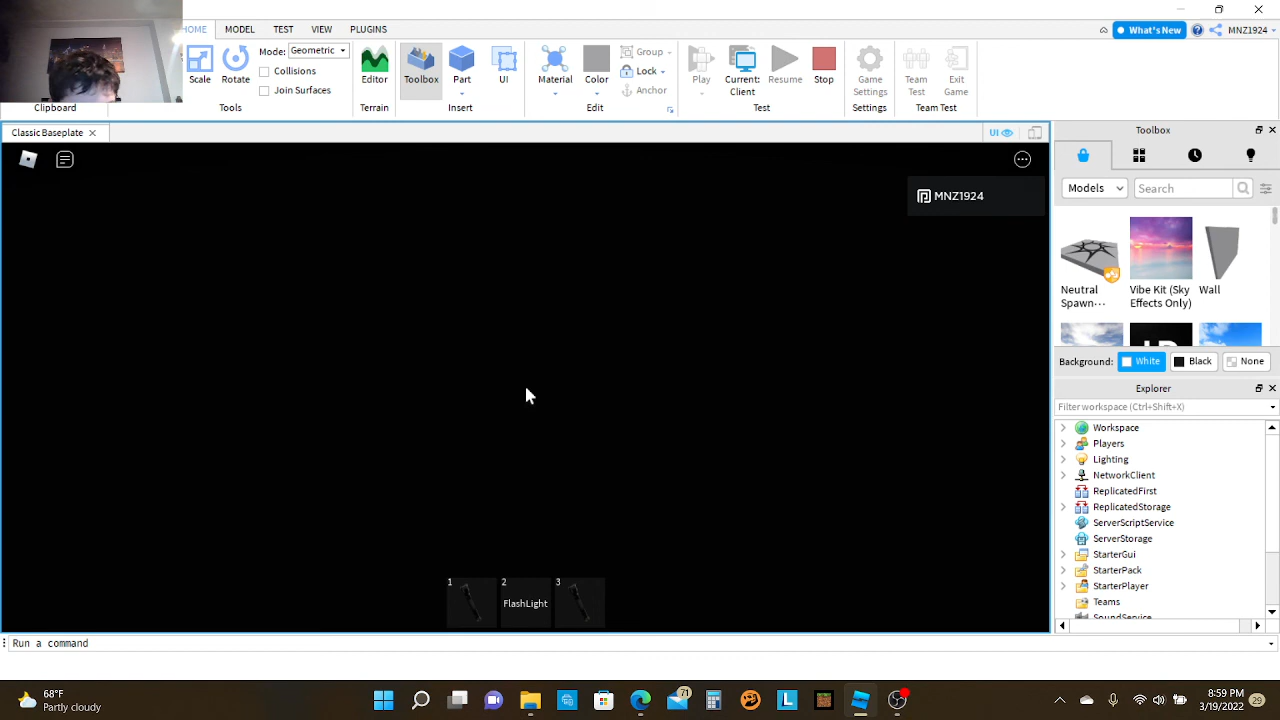 HOME MODEL TEST VIEW PLUGINS
What's New MNZ1924
Scale Rotate Mode: Geometric Collisions Join Surfaces
Editor Toolbox Part UI Material Color Group Lock Anchor
Play Current: Client Resume Stop Game Settings Team Test Exit Game
Clipboard Tools Terrain Insert Edit Test Settings Team Test
Classic Baseplate UI
Toolbox
Models Search
MNZ1924
Neutral Spawn... Vibe Kit (Sky Effects Only) Wall
Background: White Black None
Explorer
Filter workspace (Ctrl+Shift+X)
Workspace
Players
Lighting
NetworkClient
ReplicatedFirst
ReplicatedStorage
ServerScriptService
ServerStorage
StarterGui
StarterPack
StarterPlayer
Teams
SoundService
1 2 3
FlashLight
Run a command
68°F
Partly cloudy
71
L
8:59 PM
3/19/2022
29